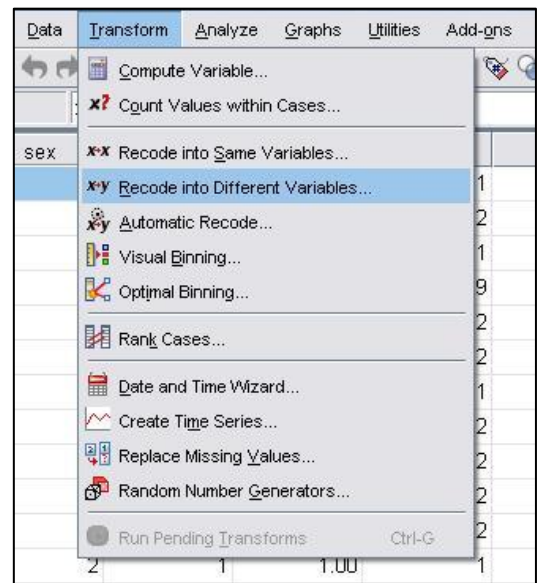 Data Transform Analyze Graphs Utilities Add-ons
Compute Variable...
x? Count Values within Cases...
sex
x•x Recode into Same Variables...
x•y Recode into Different Variables...
1
x•y Automatic Recode...
2
Visual Binning...
1
Optimal Binning...
9
2
Rank Cases...
2
Date and Time Wizard...
1
Create Time Series...
2
Replace Missing Values...
2
Random Number Generators...
2
Run Pending Transforms Ctrl-G
2
2 1 1.00 1